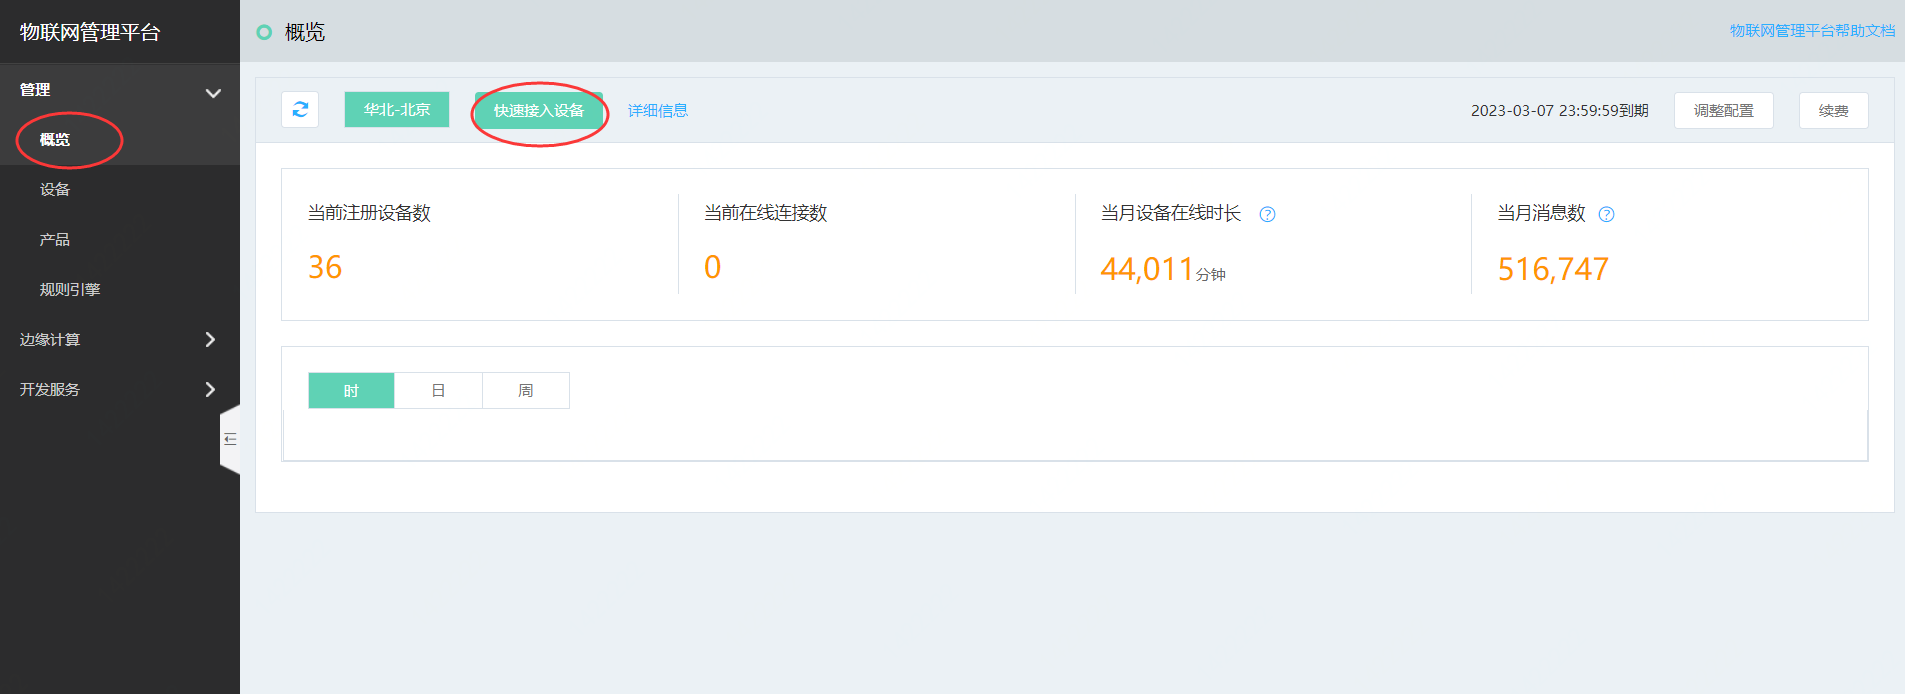 物联网管理平台
管理
概览
设备
产品
规则引擎
边缘计算
开发服务
概览
物联网管理平台帮助文档
华北-北京
快速接入设备
详细信息
2023-03-07 23:59:59到期
调整配置
续费
当前注册设备数
36
当前在线连接数
0
当月设备在线时长 ?
44,011分钟
当月消息数 ?
516,747
时
日
周